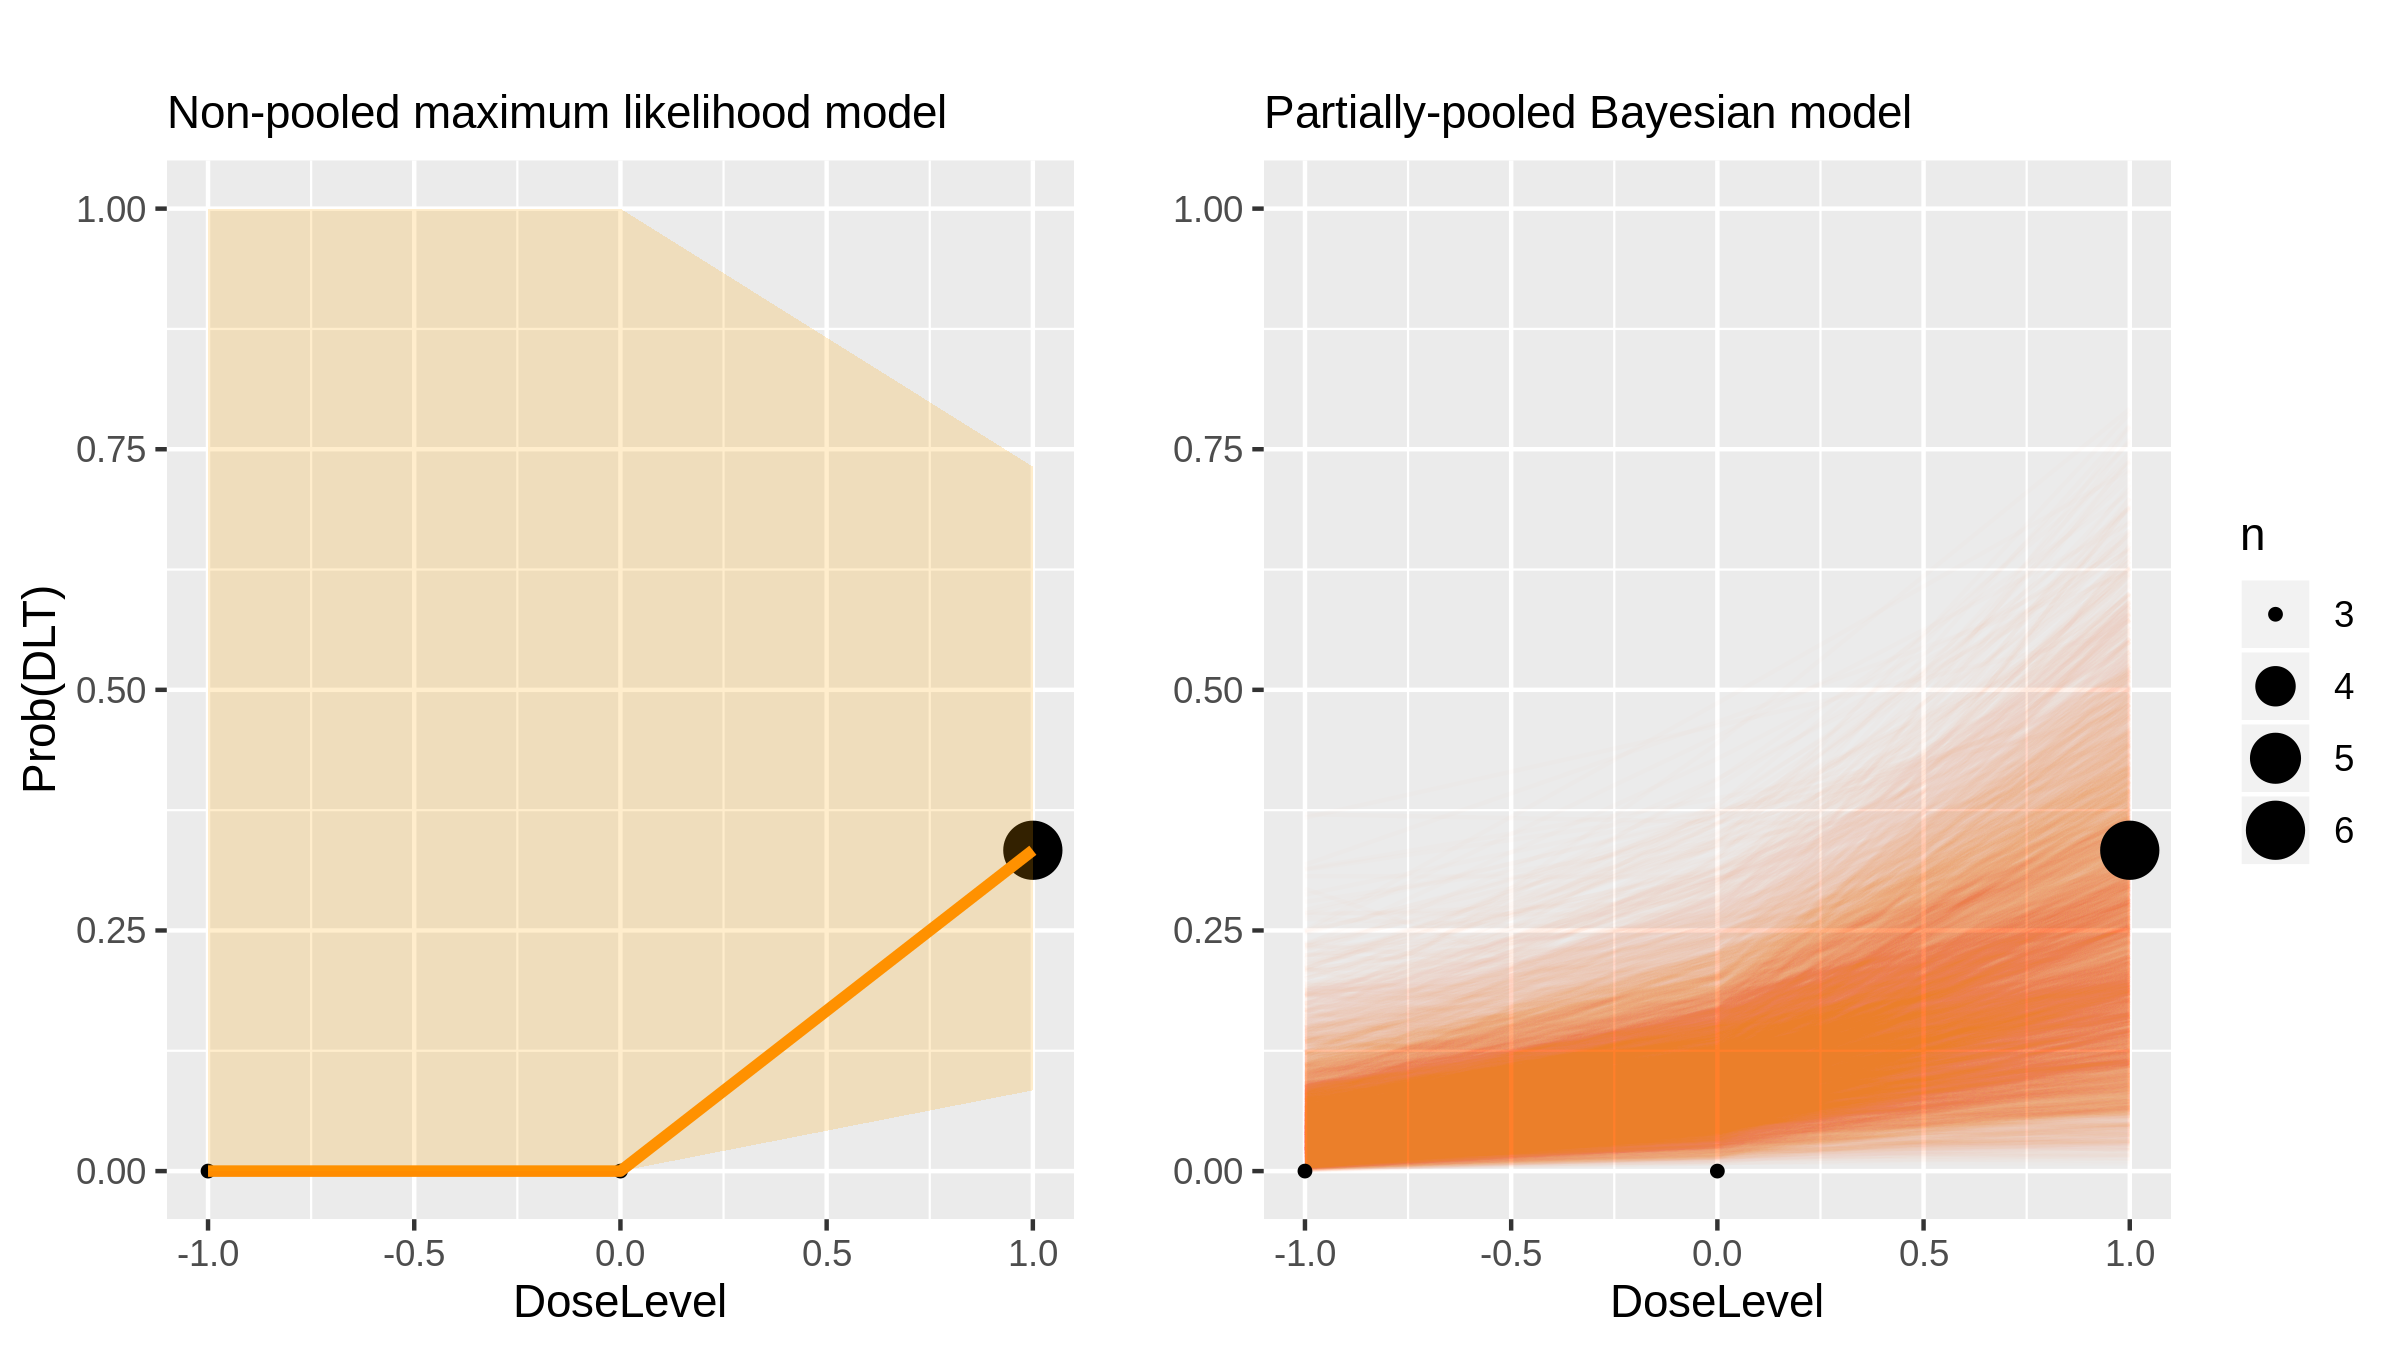 Non-pooled maximum likelihood model
Prob(DLT)
1.00
0.75
0.50
0.25
0.00
-1.0 -0.5 0.0 0.5 1.0
DoseLevel
Partially-pooled Bayesian model
1.00
0.75
0.50
0.25
0.00
-1.0 -0.5 0.0 0.5 1.0
DoseLevel
n
3
4
5
6